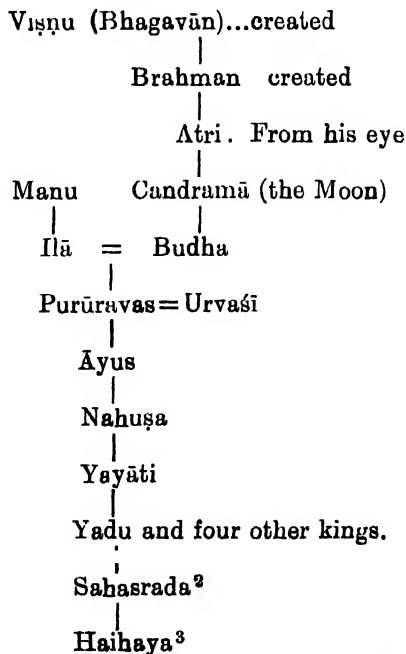 Viṣṇu (Bhagavān)...created
Brahman created
Atri. From his eye
Manu Candramā (the Moon)
Ilā = Budha
Purūravas = Urvaśī
Āyus
Nahuṣa
Yayāti
Yadu and four other kings.
Sahasrada²
Haihaya³